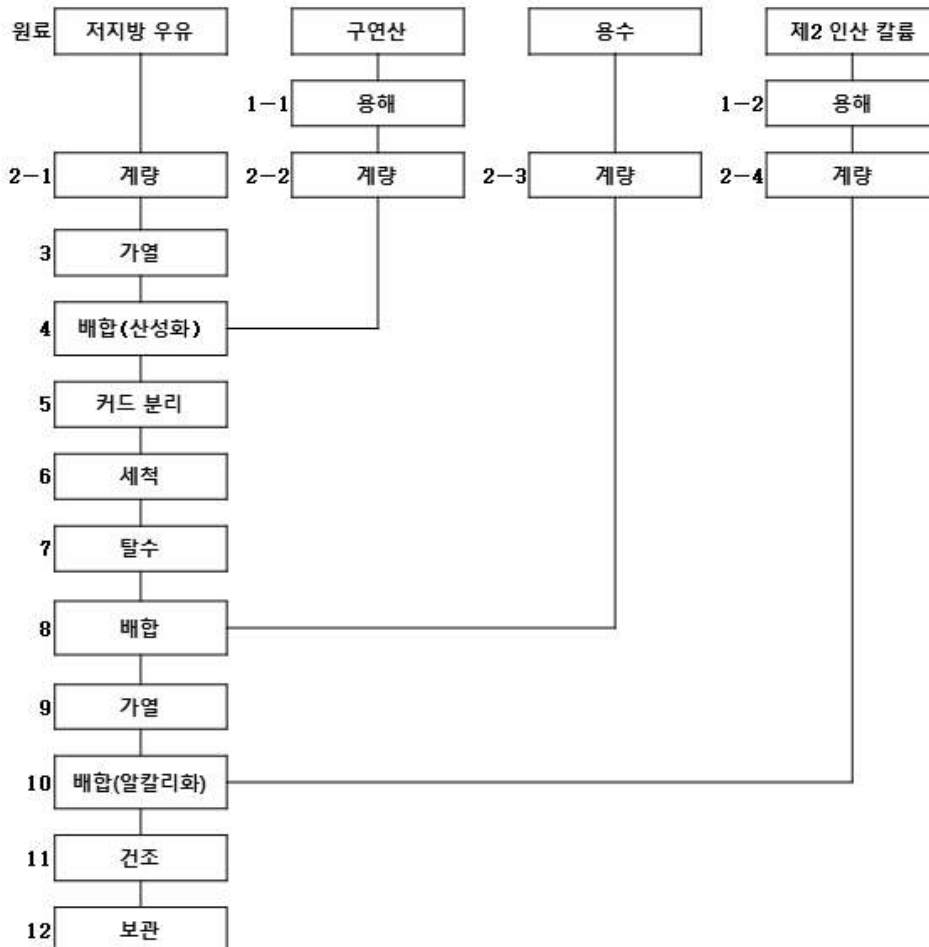 원료 저지방 우유 구연산 용수 제2 인산 칼륨
1-1 용해 1-2 용해
2-1 계량 2-2 계량 2-3 계량 2-4 계량
3 가열
4 배합(산성화)
5 커드 분리
6 세척
7 탈수
8 배합
9 가열
10 배합(알칼리화)
11 건조
12 보관